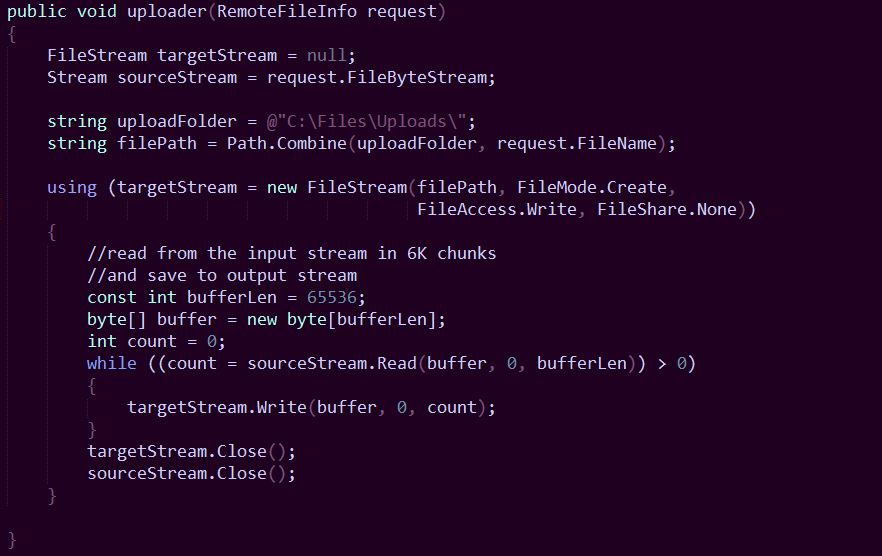 public void uploader(RemoteFileInfo request)
{
    FileStream targetStream = null;
    Stream sourceStream = request.FileByteStream;

    string uploadFolder = @"C:\Files\Uploads\";
    string filePath = Path.Combine(uploadFolder, request.FileName);

    using (targetStream = new FileStream(filePath, FileMode.Create,
                                         FileAccess.Write, FileShare.None))
    {
        //read from the input stream in 6K chunks
        //and save to output stream
        const int bufferLen = 65536;
        byte[] buffer = new byte[bufferLen];
        int count = 0;
        while ((count = sourceStream.Read(buffer, 0, bufferLen)) > 0)
        {
            targetStream.Write(buffer, 0, count);
        }
        targetStream.Close();
        sourceStream.Close();
    }

}